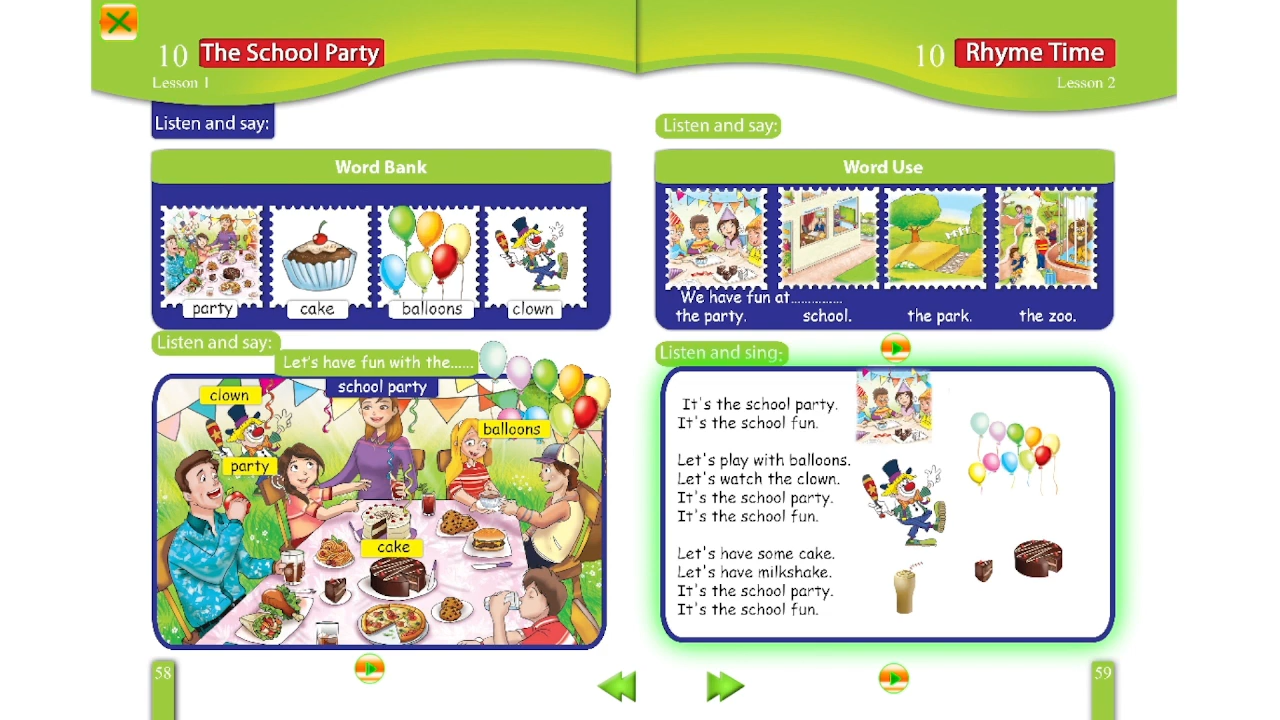 10 The School Party
Lesson 1
Listen and say:
Word Bank
party
cake
balloons
clown
Listen and say:
Let's have fun with the......
school party
clown
party
balloons
cake
58
10 Rhyme Time
Lesson 2
Listen and say:
Word Use
We have fun at..............
the party.
school.
the park.
the zoo.
Listen and sing:
It's the school party.
It's the school fun.
Let's play with balloons.
Let's watch the clown.
It's the school party.
It's the school fun.
Let's have some cake.
Let's have milkshake.
It's the school party.
It's the school fun.
59